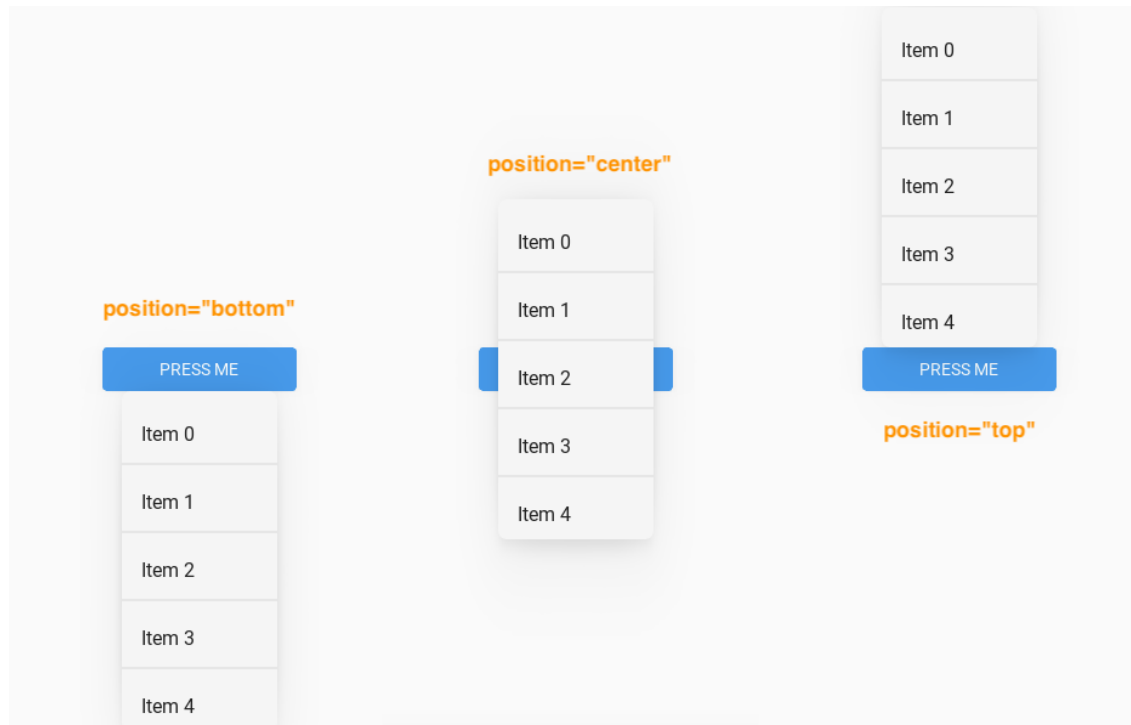 position="bottom"
PRESS ME
Item 0
Item 1
Item 2
Item 3
Item 4
position="center"
Item 0
Item 1
Item 2
Item 3
Item 4
Item 0
Item 1
Item 2
Item 3
Item 4
PRESS ME
position="top"